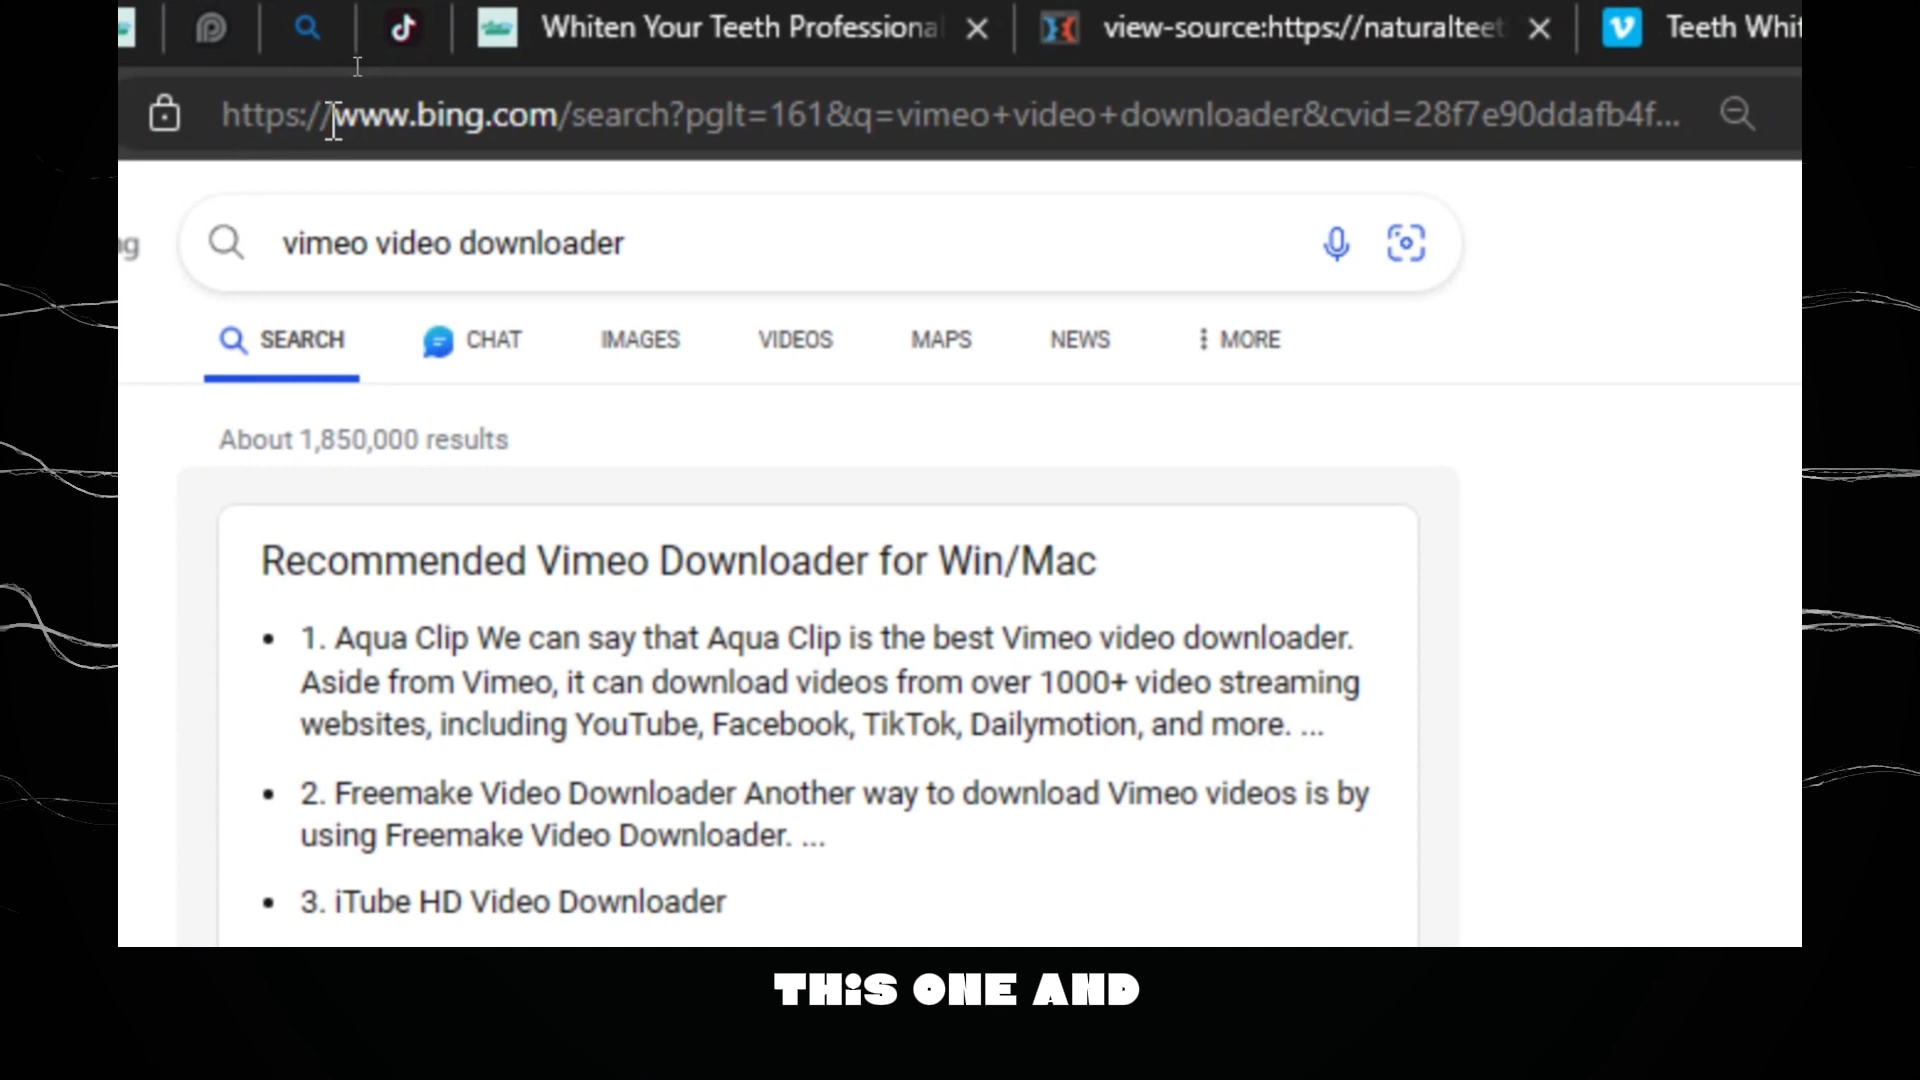 Whiten Your Teeth Professional
view-source:https://naturalteet
Teeth Whit
https://www.bing.com/search?pglt=161&q=vimeo+video+downloader&cvid=28f7e90ddafb4f...
ng
vimeo video downloader
SEARCH
CHAT
IMAGES
VIDEOS
MAPS
NEWS
MORE
About 1,850,000 results
Recommended Vimeo Downloader for Win/Mac
1. Aqua Clip We can say that Aqua Clip is the best Vimeo video downloader.
Aside from Vimeo, it can download videos from over 1000+ video streaming
websites, including YouTube, Facebook, TikTok, Dailymotion, and more. ...
2. Freemake Video Downloader Another way to download Vimeo videos is by
using Freemake Video Downloader. ...
3. iTube HD Video Downloader
THiS ONE AND